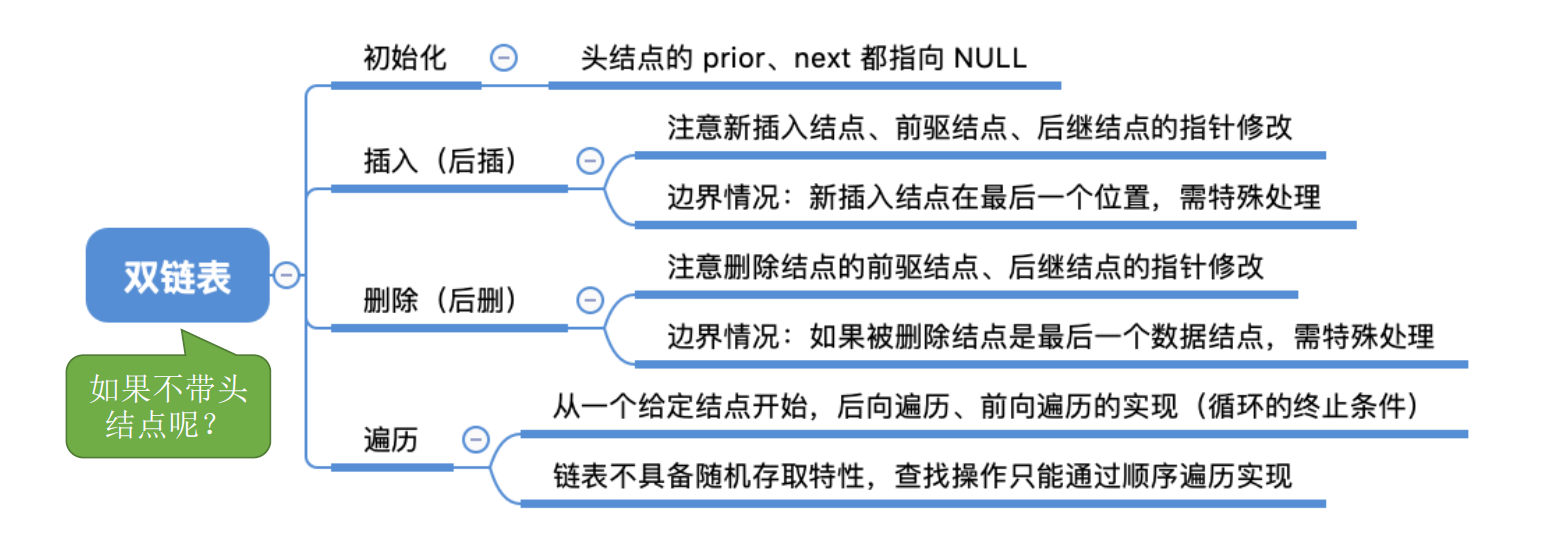 初始化
头结点的 prior、next 都指向 NULL
插入（后插）
注意新插入结点、前驱结点、后继结点的指针修改
边界情况：新插入结点在最后一个位置，需特殊处理
双链表
如果不带头
结点呢？
删除（后删）
注意删除结点的前驱结点、后继结点的指针修改
边界情况：如果被删除结点是最后一个数据结点，需特殊处理
遍历
从一个给定结点开始，后向遍历、前向遍历的实现（循环的终止条件）
链表不具备随机存取特性，查找操作只能通过顺序遍历实现